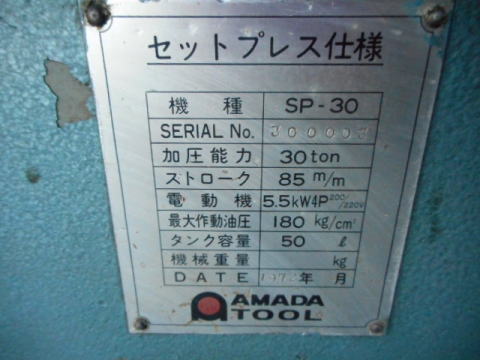 セットプレス仕様
機種 SP-30
SERIAL No.
加圧能力 30ton
ストローク 85 m/m
電動機 5.5kW4P 200/220V
最大作動油圧 180 kg/cm²
タンク容量 50 ℓ
機械重量 kg
DATE 年 月
AMADA
TOOL